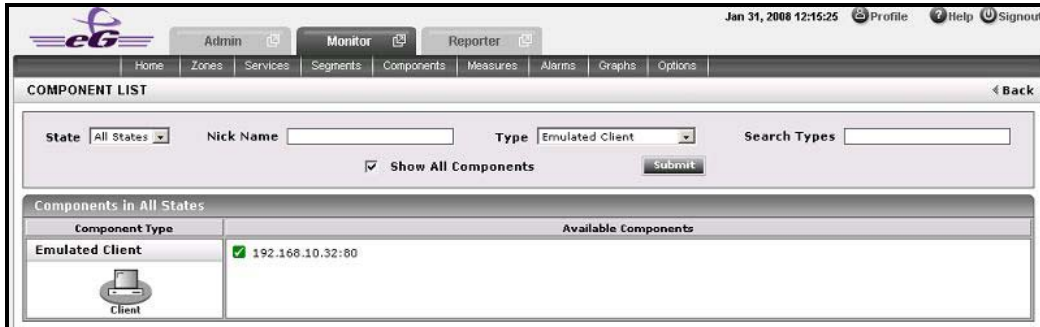 Jan 31, 2008 12:15:25 Profile Help Signout
eG Admin Monitor Reporter
Home Zones Services Segments Components Measures Alarms Graphs Options
COMPONENT LIST Back
State All States Nick Name Type Emulated Client Search Types
Show All Components Submit
Components in All States
Component Type Available Components
Emulated Client 192.168.10.32:80
Client